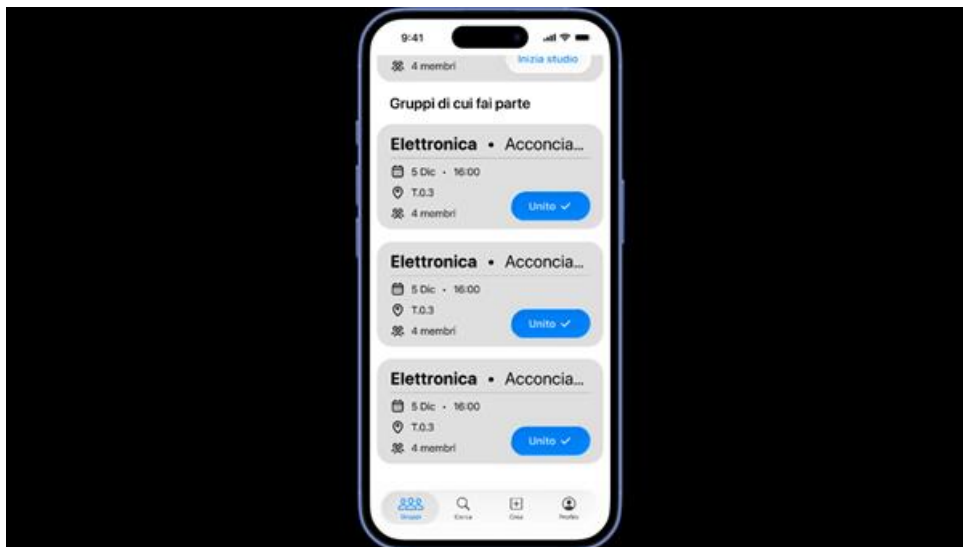 9:41
4 membri
Inizia studio
Gruppi di cui fai parte
Elettronica • Acconcia...
5 Dic • 16:00
T.0.3
4 membri
Unito ✓
Elettronica • Acconcia...
5 Dic • 16:00
T.0.3
4 membri
Unito ✓
Elettronica • Acconcia...
5 Dic • 16:00
T.0.3
4 membri
Unito ✓
Gruppi Cerca Crea Profilo